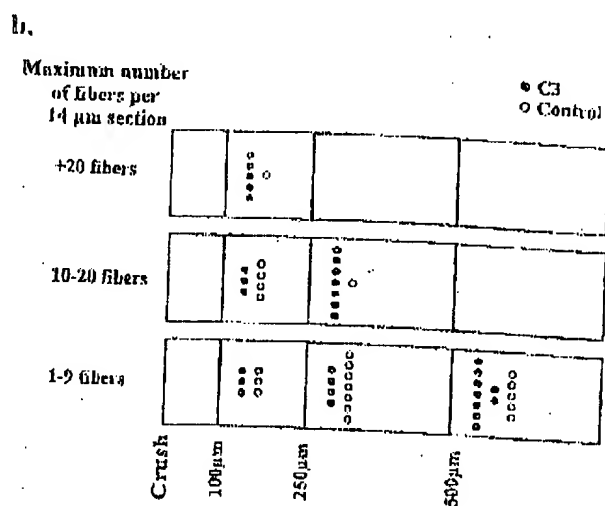 b.
Maximum number
of fibers per
14 µm section
● C3
○ Control
+20 fibers
10-20 fibers
1-9 fibers
Crush
100µm
250µm
500µm